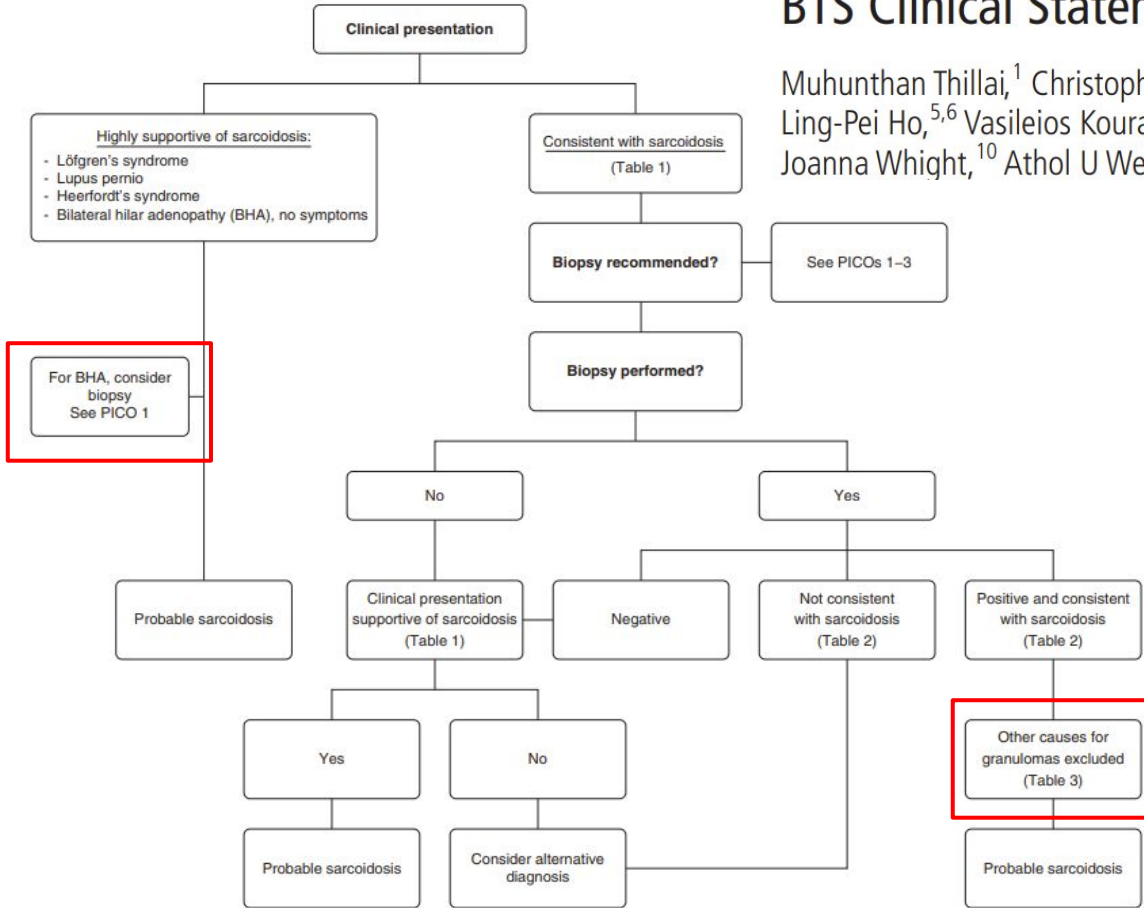 BTS Clinical
Muhunthan Thillai,1
Ling-Pei Ho,5,6 Vasileios
Joanna Whight,10 Athol U
Clinical presentation
Highly supportive of sarcoidosis:
- Löfgren's syndrome
- Lupus pernio
- Heerfordt's syndrome
- Bilateral hilar adenopathy (BHA), no symptoms
Consistent with sarcoidosis
(Table 1)
Biopsy recommended?
See PICOs 1–3
For BHA, consider
biopsy
See PICO 1
Biopsy performed?
No
Yes
Probable sarcoidosis
Clinical presentation
supportive of sarcoidosis
(Table 1)
Negative
Not consistent
with sarcoidosis
(Table 2)
Positive and consistent
with sarcoidosis
(Table 2)
Yes
No
Other causes for
granulomas excluded
(Table 3)
Probable sarcoidosis
Consider alternative
diagnosis
Probable sarcoidosis